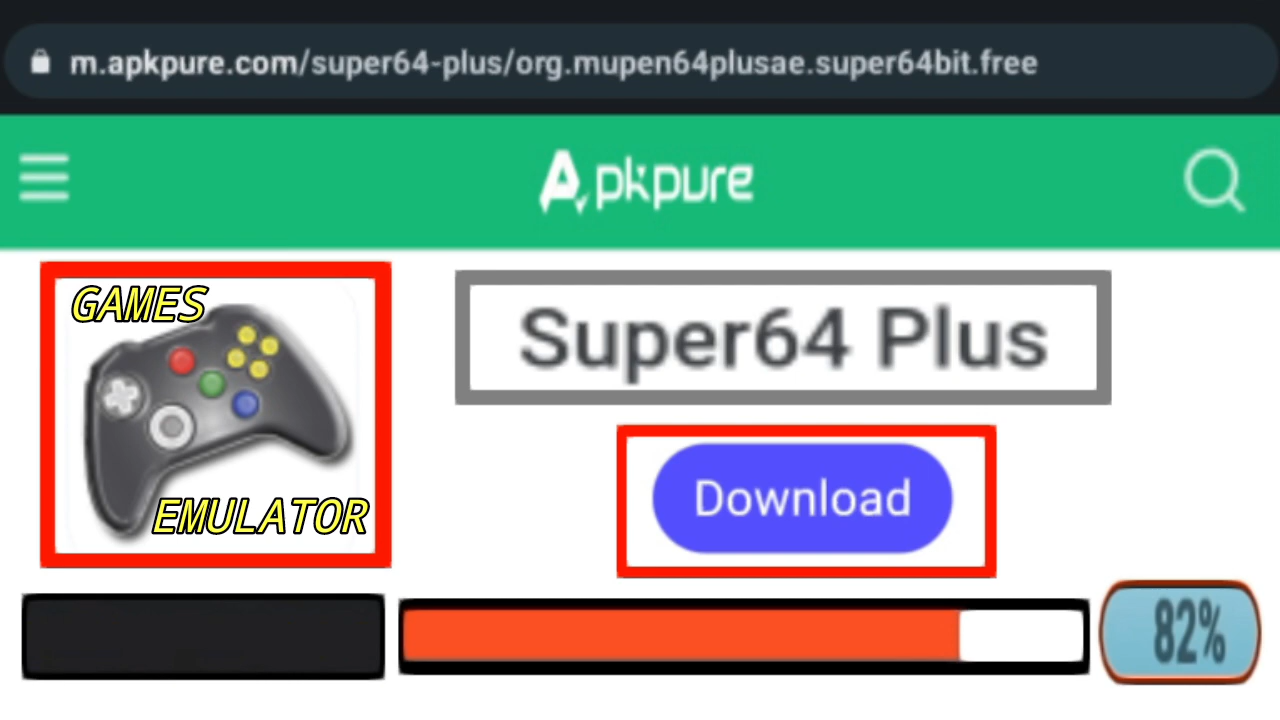 m.apkpure.com/super64-plus/org.mupen64plusae.super64bit.free
Apkpure
GAMES
EMULATOR
Super64 Plus
Download
82%